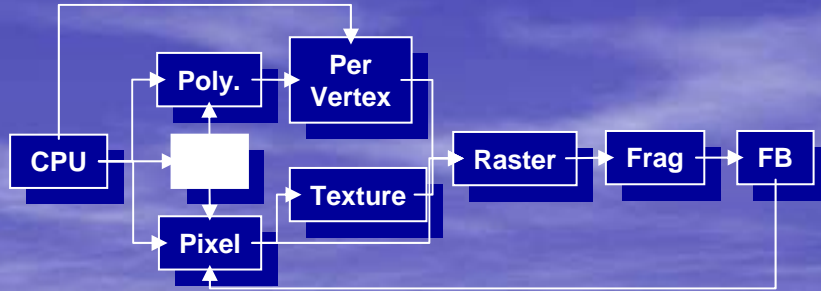 CPU
Poly.
Per
Vertex
Pixel
Texture
Raster
Frag
FB